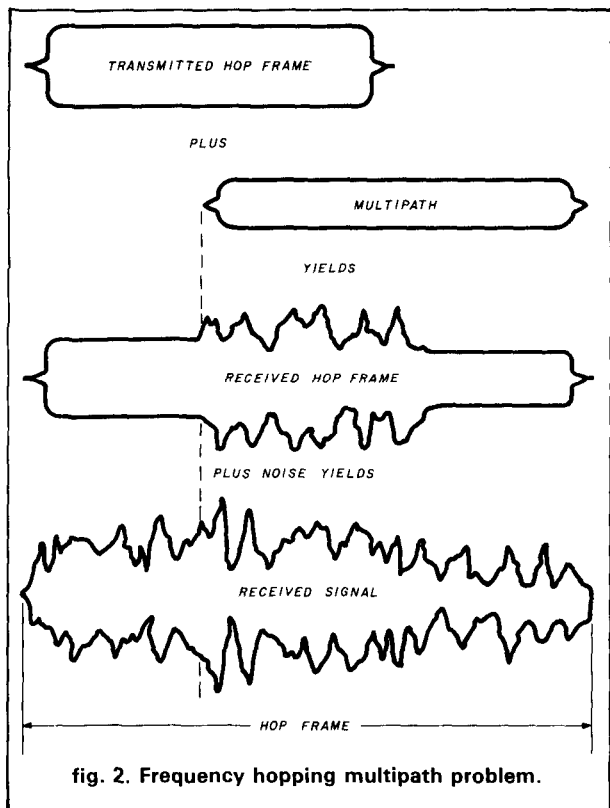 TRANSMITTED HOP FRAME
PLUS
MULTIPATH
YIELDS
RECEIVED HOP FRAME
PLUS NOISE YIELDS
RECEIVED SIGNAL
HOP FRAME
fig. 2. Frequency hopping multipath problem.